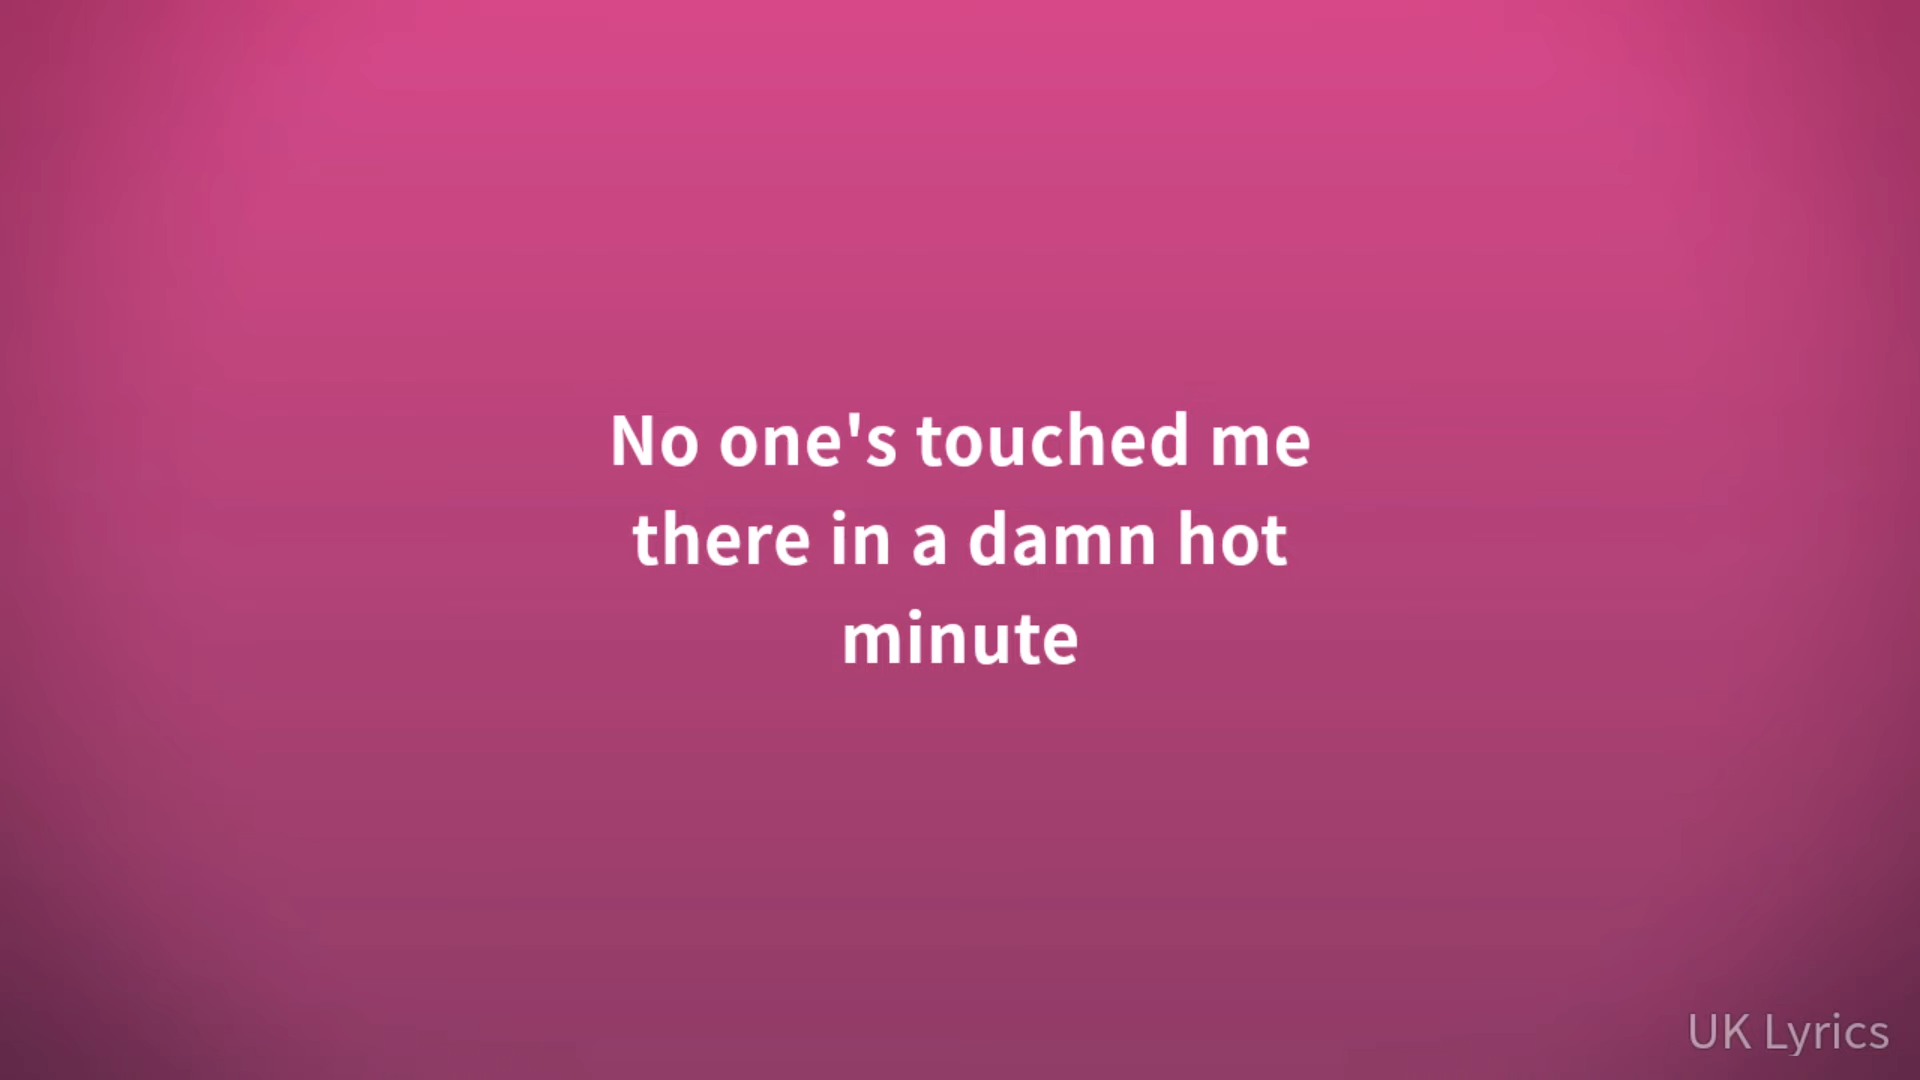 No one's touched me
there in a damn hot
minute
UK Lyrics